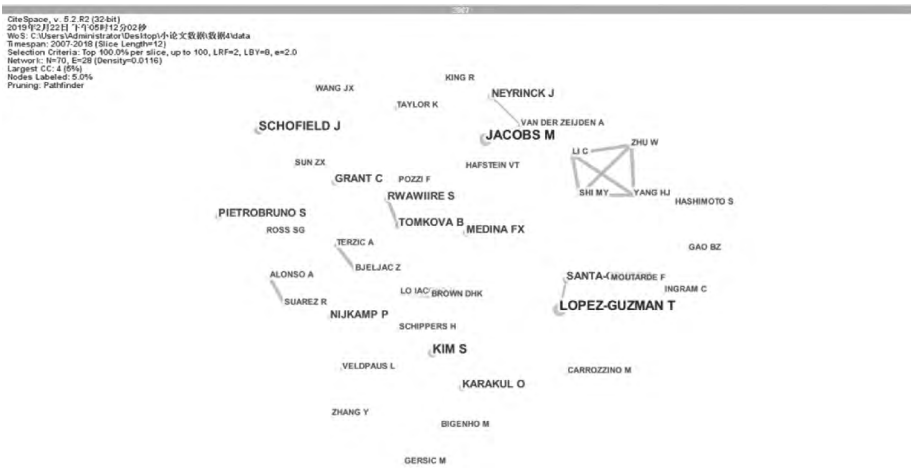 2007
CiteSpace, v. 5.2.R2 (32-bit)
2019年2月22日 下午05时12分02秒
WoS: C:\Users\Administrator\Desktop\小论文数据\数据4\data
Timespan: 2007-2018 (Slice Length=12)
Selection Criteria: Top 100.0% per slice, up to 100, LRF=2, LBY=8, e=2.0
Network: N=70, E=28 (Density=0.0116)
Largest CC: 4 (5%)
Nodes Labeled: 5.0%
Pruning: Pathfinder
KING R
WANG JX
NEYRINCK J
TAYLOR K
VAN DER ZEIJDEN A
SCHOFIELD J
JACOBS M
ZHU W
LI C
SUN ZX
HAFSTEIN VT
GRANT C
POZZI F
SHI MY
YANG HJ
RWAWIIRE S
HASHIMOTO S
PIETROBRUNO S
TOMKOVA B
ROSS SG
MEDINA FX
TERZIC A
GAO BZ
BJELJAC Z
ALONSO A
SANTA-
MOUTARDE F
LO IAC
BROWN DHK
INGRAM C
SUAREZ R
LOPEZ-GUZMAN T
NIJKAMP P
SCHIPPERS H
KIM S
VELDPAUS L
CARROZZINO M
KARAKUL O
ZHANG Y
BIGENHO M
GERSIC M